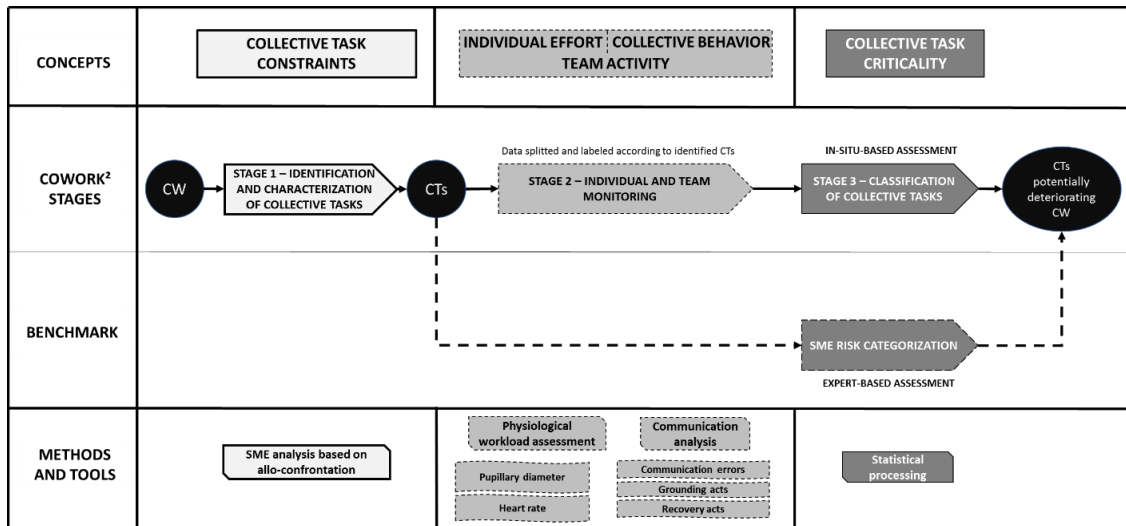 CONCEPTS
COLLECTIVE TASK
CONSTRAINTS
INDIVIDUAL EFFORT COLLECTIVE BEHAVIOR
TEAM ACTIVITY
COLLECTIVE TASK
CRITICALITY
COWORK²
STAGES
CW
STAGE 1 – IDENTIFICATION
AND CHARACTERIZATION
OF COLLECTIVE TASKS
CTs
Data splitted and labeled according to identified CTs
STAGE 2 – INDIVIDUAL AND TEAM
MONITORING
IN-SITU-BASED ASSESSMENT
STAGE 3 – CLASSIFICATION
OF COLLECTIVE TASKS
CTs
potentially
deteriorating
CW
BENCHMARK
SME RISK CATEGORIZATION
EXPERT-BASED ASSESSMENT
METHODS
AND TOOLS
SME analysis based on
allo-confrontation
Physiological
workload assessment
Pupillary diameter
Heart rate
Communication
analysis
Communication errors
Grounding acts
Recovery acts
Statistical
processing